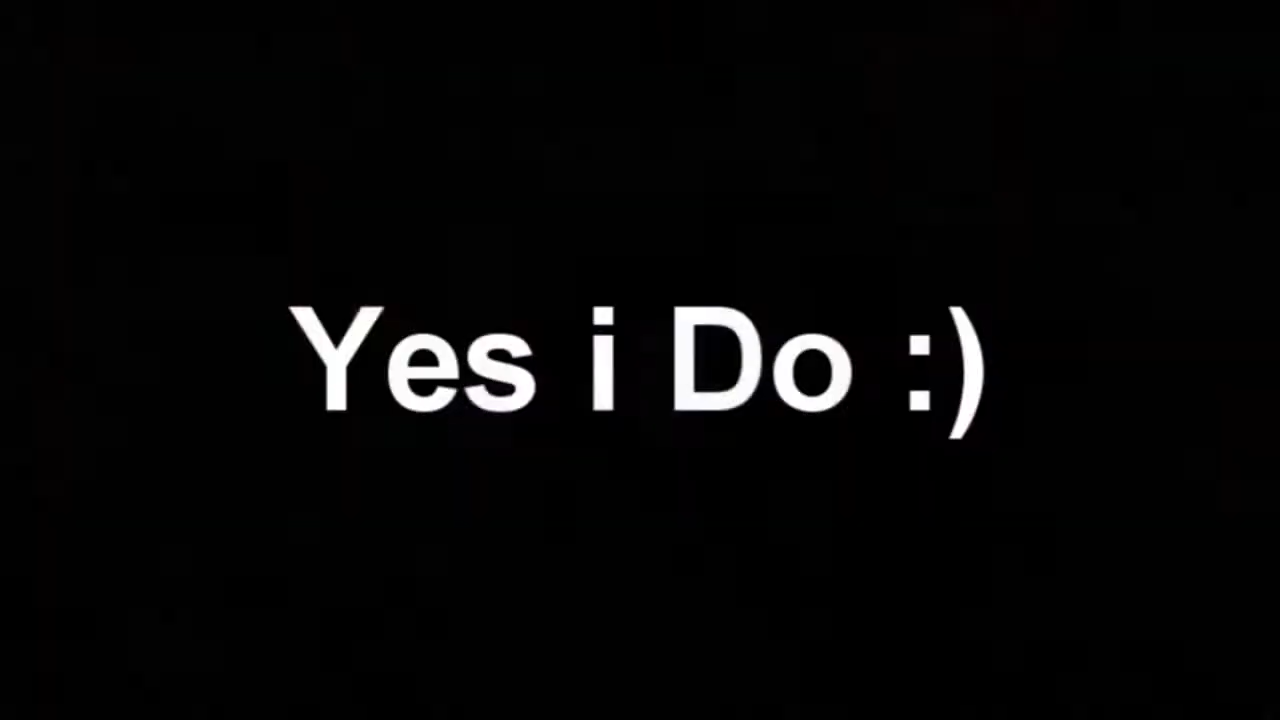 Yes i Do :)